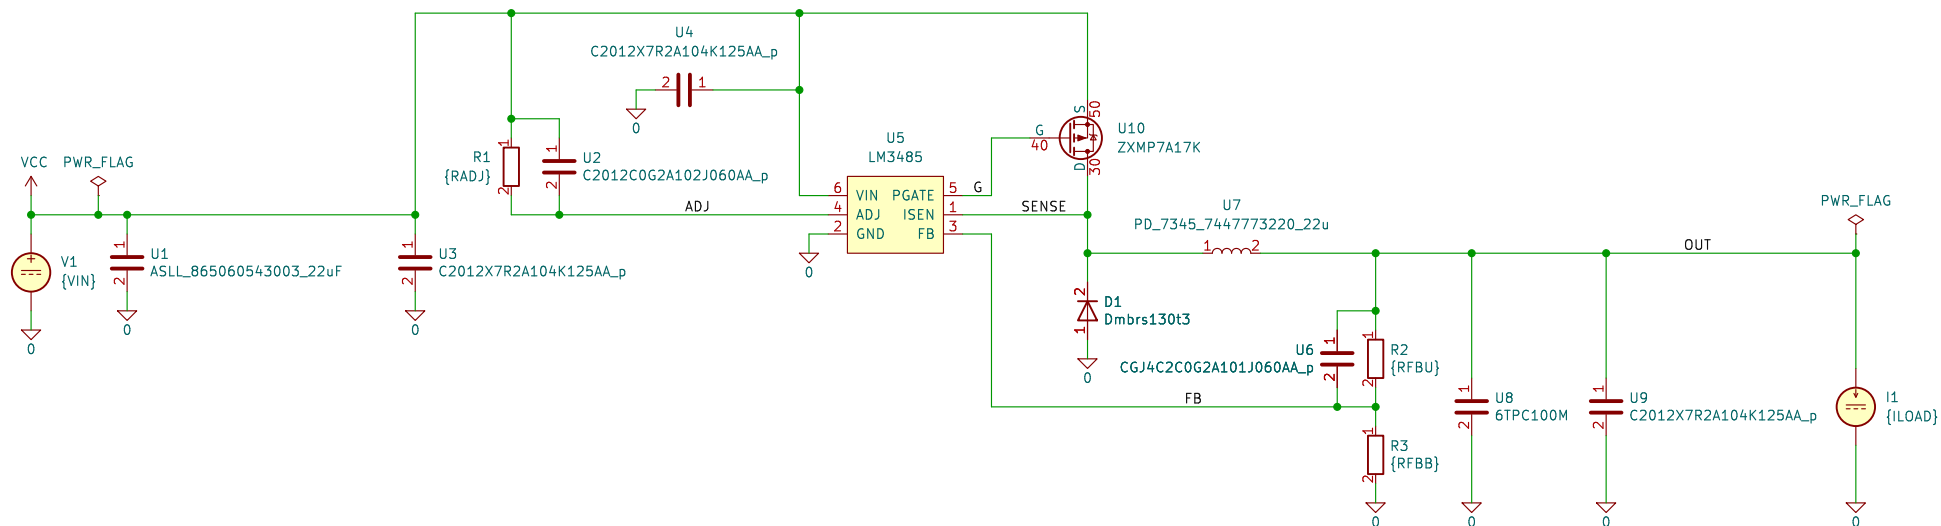 VCC
PWR_FLAG
V1
{VIN}
0
1
2
U1
ASLL_865060543003_22uF
0
1
2
U3
C2012X7R2A104K125AA_p
0
R1
{RADJ}
1
2
1
2
U2
C2012C0G2A102J060AA_p
U4
C2012X7R2A104K125AA_p
2
1
0
ADJ
U5
LM3485
6
VIN
PGATE
5
4
ADJ
ISEN
1
2
GND
FB
3
0
G
SENSE
G
40
S
50
D
30
U10
ZXMP7A17K
2
1
D1
Dmbrs130t3
0
U7
PD_7345_7447773220_22u
1
2
FB
U6
CGJ4C2C0G2A101J060AA_p
1
2
1
2
R2
{RFBU}
1
2
R3
{RFBB}
0
1
2
U8
6TPC100M
0
1
2
U9
C2012X7R2A104K125AA_p
0
OUT
PWR_FLAG
I1
{ILOAD}
0